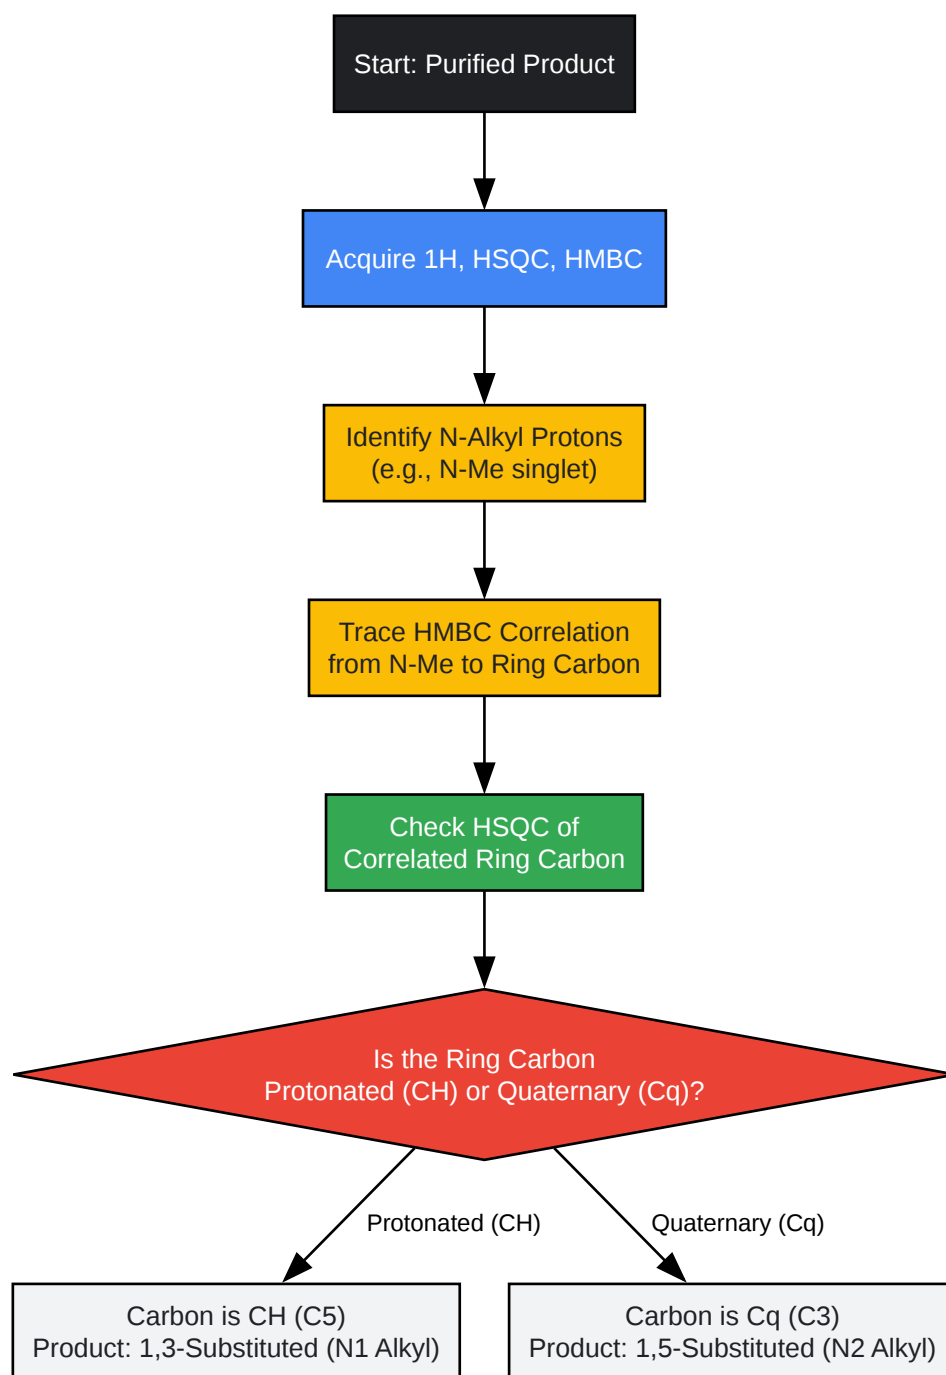 Start: Purified Product
Acquire 1H, HSQC, HMBC
Identify N-Alkyl Protons
(e.g., N-Me singlet)
Trace HMBC Correlation
from N-Me to Ring Carbon
Check HSQC of
Correlated Ring Carbon
Is the Ring Carbon
Protonated (CH) or Quaternary (Cq)?
Protonated (CH)
Quaternary (Cq)
Carbon is CH (C5)
Product: 1,3-Substituted (N1 Alkyl)
Carbon is Cq (C3)
Product: 1,5-Substituted (N2 Alkyl)